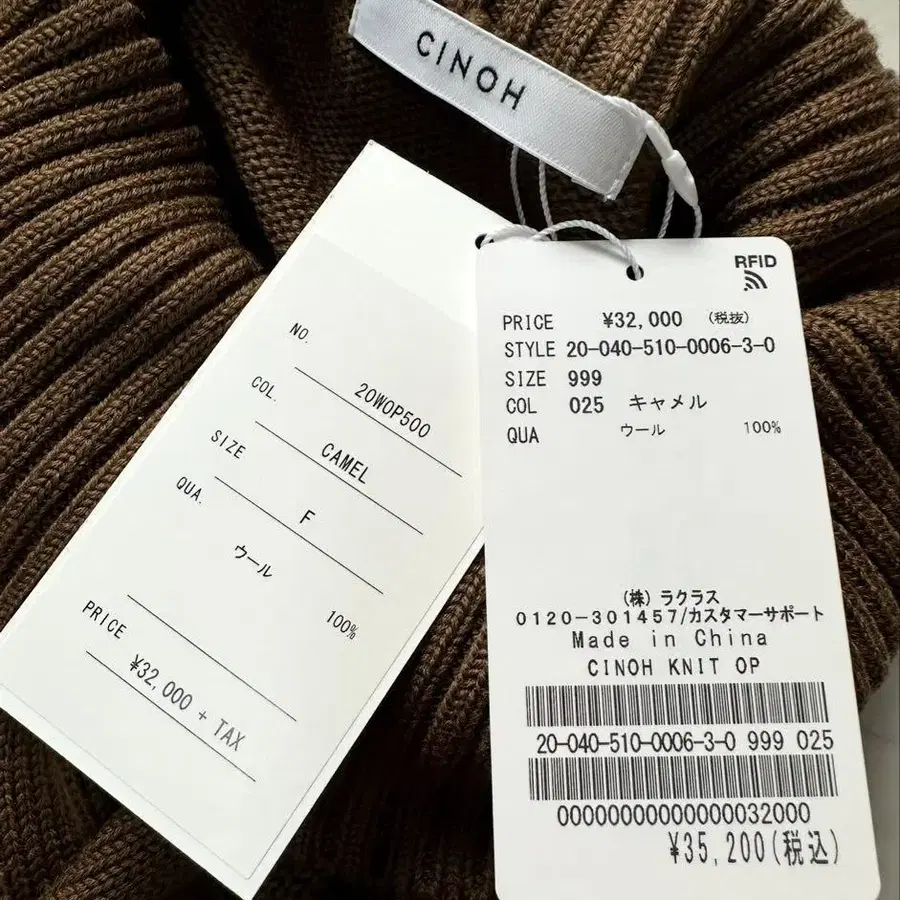 CINOH
NO.
20WOP500
COL.
CAMEL
SIZE
F
QUA.
ウール
100%
PRICE
¥32,000 + TAX
RFID
PRICE ¥32,000 (税抜)
STYLE 20-040-510-0006-3-0
SIZE 999
COL 025 キャメル
QUA ウール 100%
(株) ラクラス
0120-301457/カスタマーサポート
Made in China
CINOH KNIT OP
20-040-510-0006-3-0 999 025
00000000000000032000
¥35,200(税込)